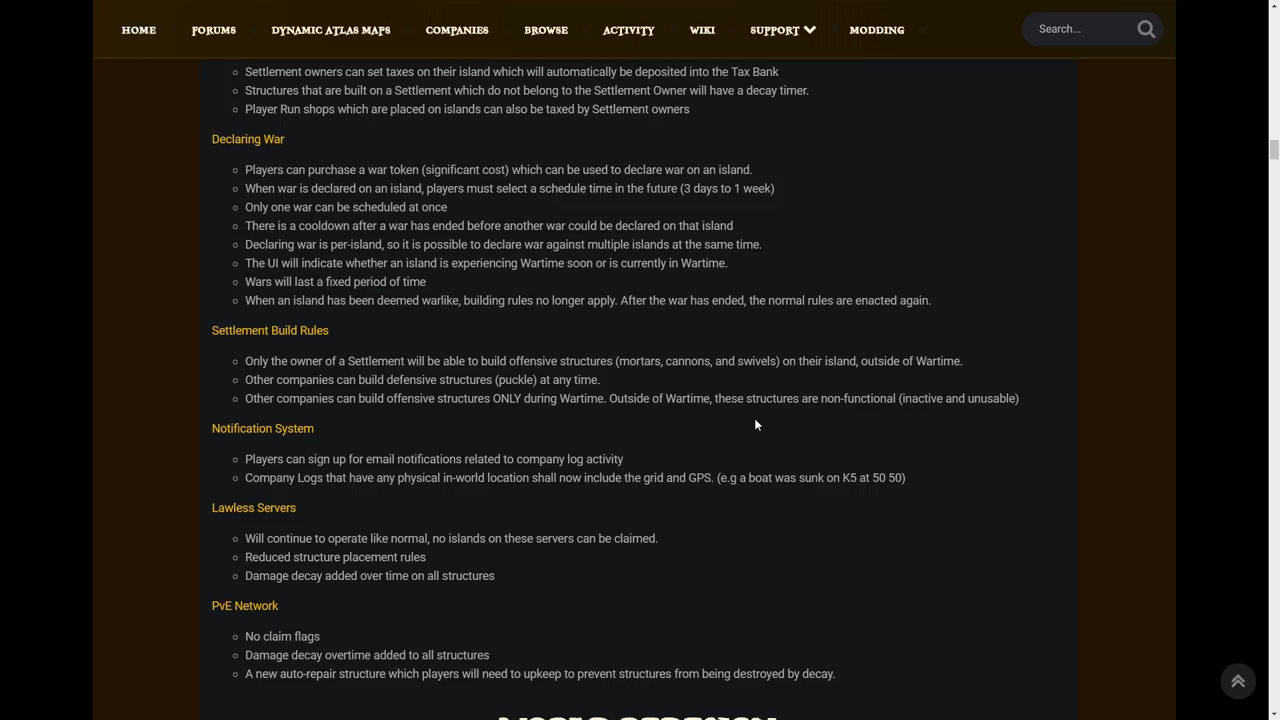 HOME FORUMS DYNAMIC ATLAS MAPS COMPANIES BROWSE ACTIVITY WIKI SUPPORT MODDING Search...
Settlement owners can set taxes on their island which will automatically be deposited into the Tax Bank
Structures that are built on a Settlement which do not belong to the Settlement Owner will have a decay timer.
Player Run shops which are placed on islands can also be taxed by Settlement owners
Declaring War
Players can purchase a war token (significant cost) which can be used to declare war on an island.
When war is declared on an island, players must select a schedule time in the future (3 days to 1 week)
Only one war can be scheduled at once
There is a cooldown after a war has ended before another war could be declared on that island
Declaring war is per-island, so it is possible to declare war against multiple islands at the same time.
The UI will indicate whether an island is experiencing Wartime soon or is currently in Wartime.
Wars will last a fixed period of time
When an island has been deemed warlike, building rules no longer apply. After the war has ended, the normal rules are enacted again.
Settlement Build Rules
Only the owner of a Settlement will be able to build offensive structures (mortars, cannons, and swivels) on their island, outside of Wartime.
Other companies can build defensive structures (puckle) at any time.
Other companies can build offensive structures ONLY during Wartime. Outside of Wartime, these structures are non-functional (inactive and unusable)
Notification System
Players can sign up for email notifications related to company log activity
Company Logs that have any physical in-world location shall now include the grid and GPS. (e.g a boat was sunk on K5 at 50 50)
Lawless Servers
Will continue to operate like normal, no islands on these servers can be claimed.
Reduced structure placement rules
Damage decay added over time on all structures
PvE Network
No claim flags
Damage decay overtime added to all structures
A new auto-repair structure which players will need to upkeep to prevent structures from being destroyed by decay.